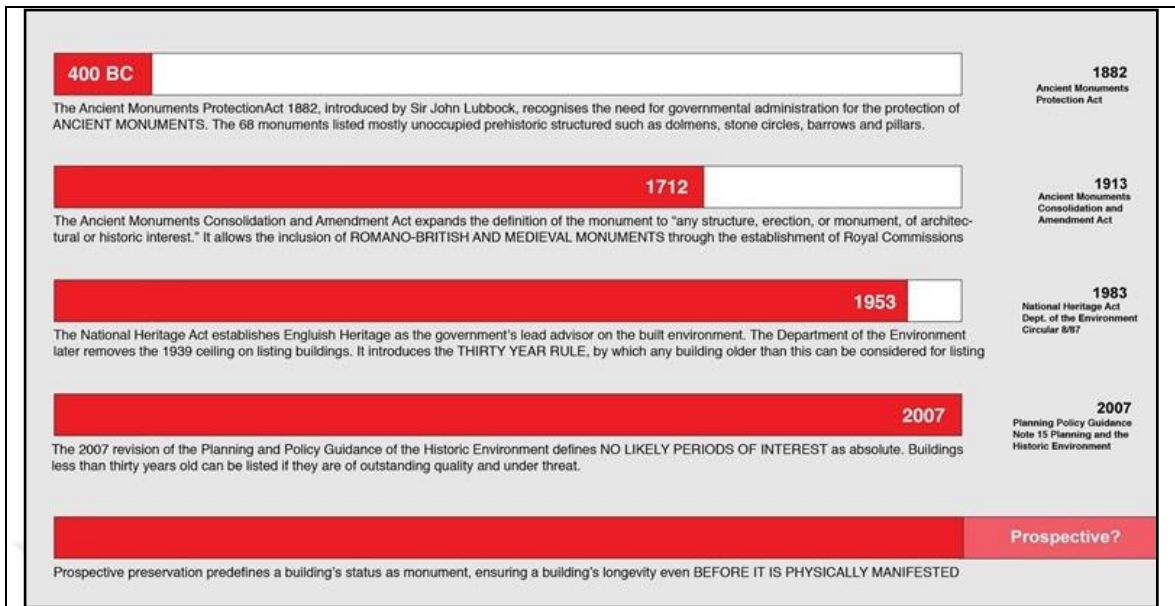 400 BC
1882
Ancient Monuments
Protection Act
The Ancient Monuments ProtectionAct 1882, introduced by Sir John Lubbock, recognises the need for governmental administration for the protection of
ANCIENT MONUMENTS. The 68 monuments listed mostly unoccupied prehistoric structured such as dolmens, stone circles, barrows and pillars.
1712
1913
Ancient Monuments
Consolidation and
Amendment Act
The Ancient Monuments Consolidation and Amendment Act expands the definition of the monument to “any structure, erection, or monument, of architec-
tural or historic interest.” It allows the inclusion of ROMANO-BRITISH AND MEDIEVAL MONUMENTS through the establishment of Royal Commissions
1953
1983
National Heritage Act
Dept. of the Environment
Circular 8/87
The National Heritage Act establishes Engluish Heritage as the government’s lead advisor on the built environment. The Department of the Environment
later removes the 1939 ceiling on listing buildings. It introduces the THIRTY YEAR RULE, by which any building older than this can be considered for listing
2007
2007
Planning Policy Guidance
Note 15 Planning and the
Historic Environment
The 2007 revision of the Planning and Policy Guidance of the Historic Environment defines NO LIKELY PERIODS OF INTEREST as absolute. Buildings
less than thirty years old can be listed if they are of outstanding quality and under threat.
Prospective?
Prospective preservation predefines a building’s status as monument, ensuring a building’s longevity even BEFORE IT IS PHYSICALLY MANIFESTED